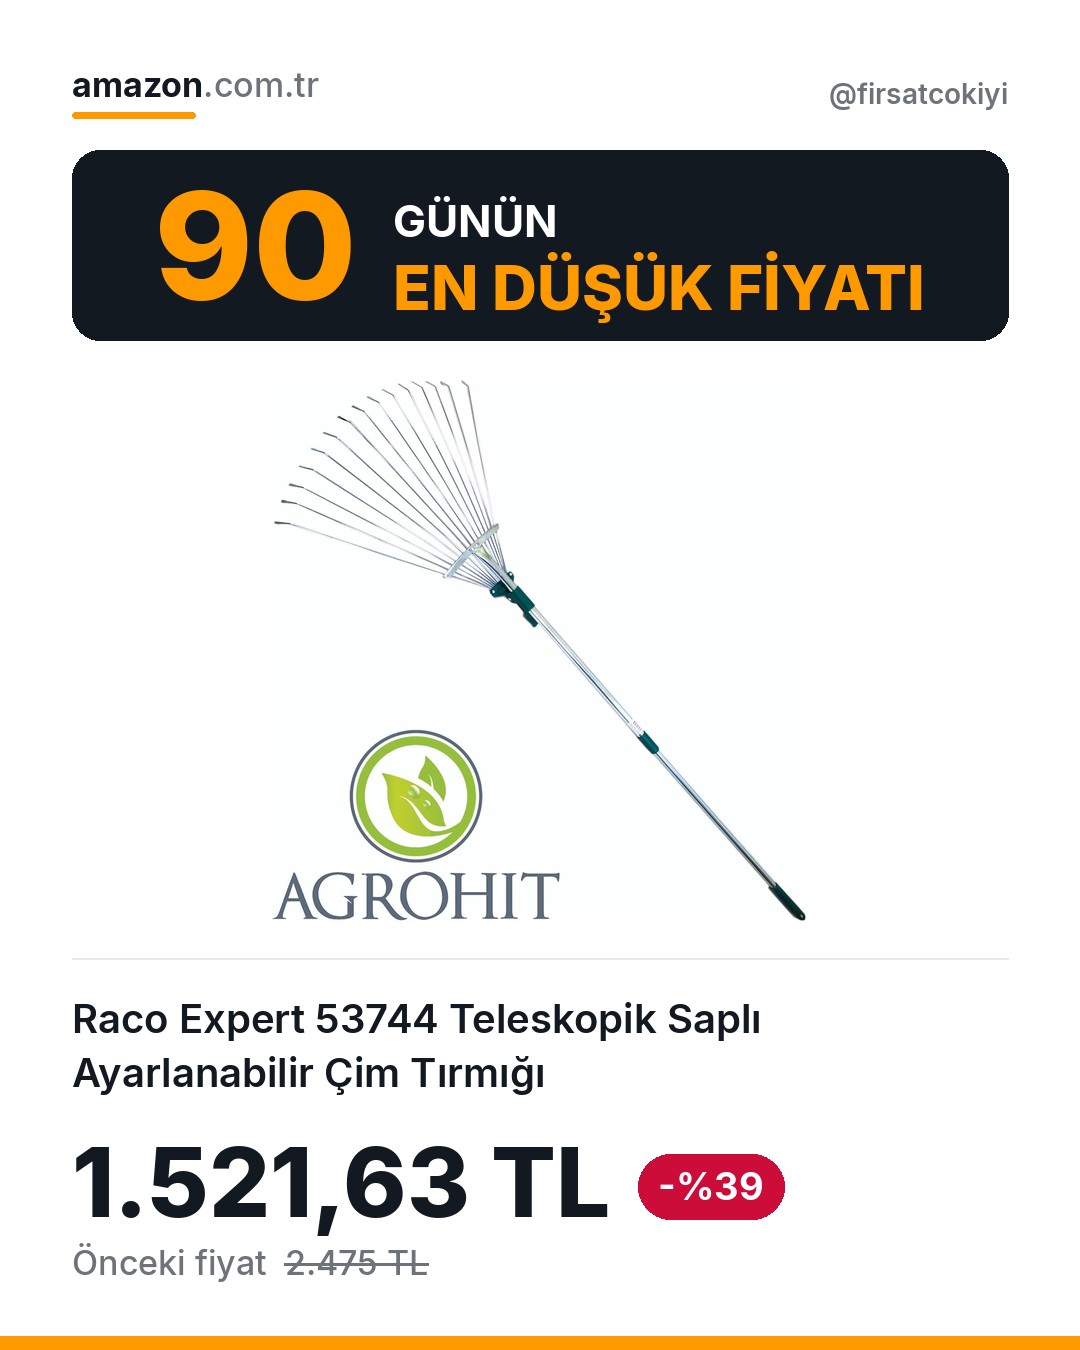 amazon.com.tr
@firsatcokiyi
90
GÜNÜN
EN DÜŞÜK FİYATI
AGROHIT
Raco Expert 53744 Teleskopik Saplı
Ayarlanabilir Çim Tırmığı
1.521,63 TL
-%39
Önceki fiyat 2.475 TL